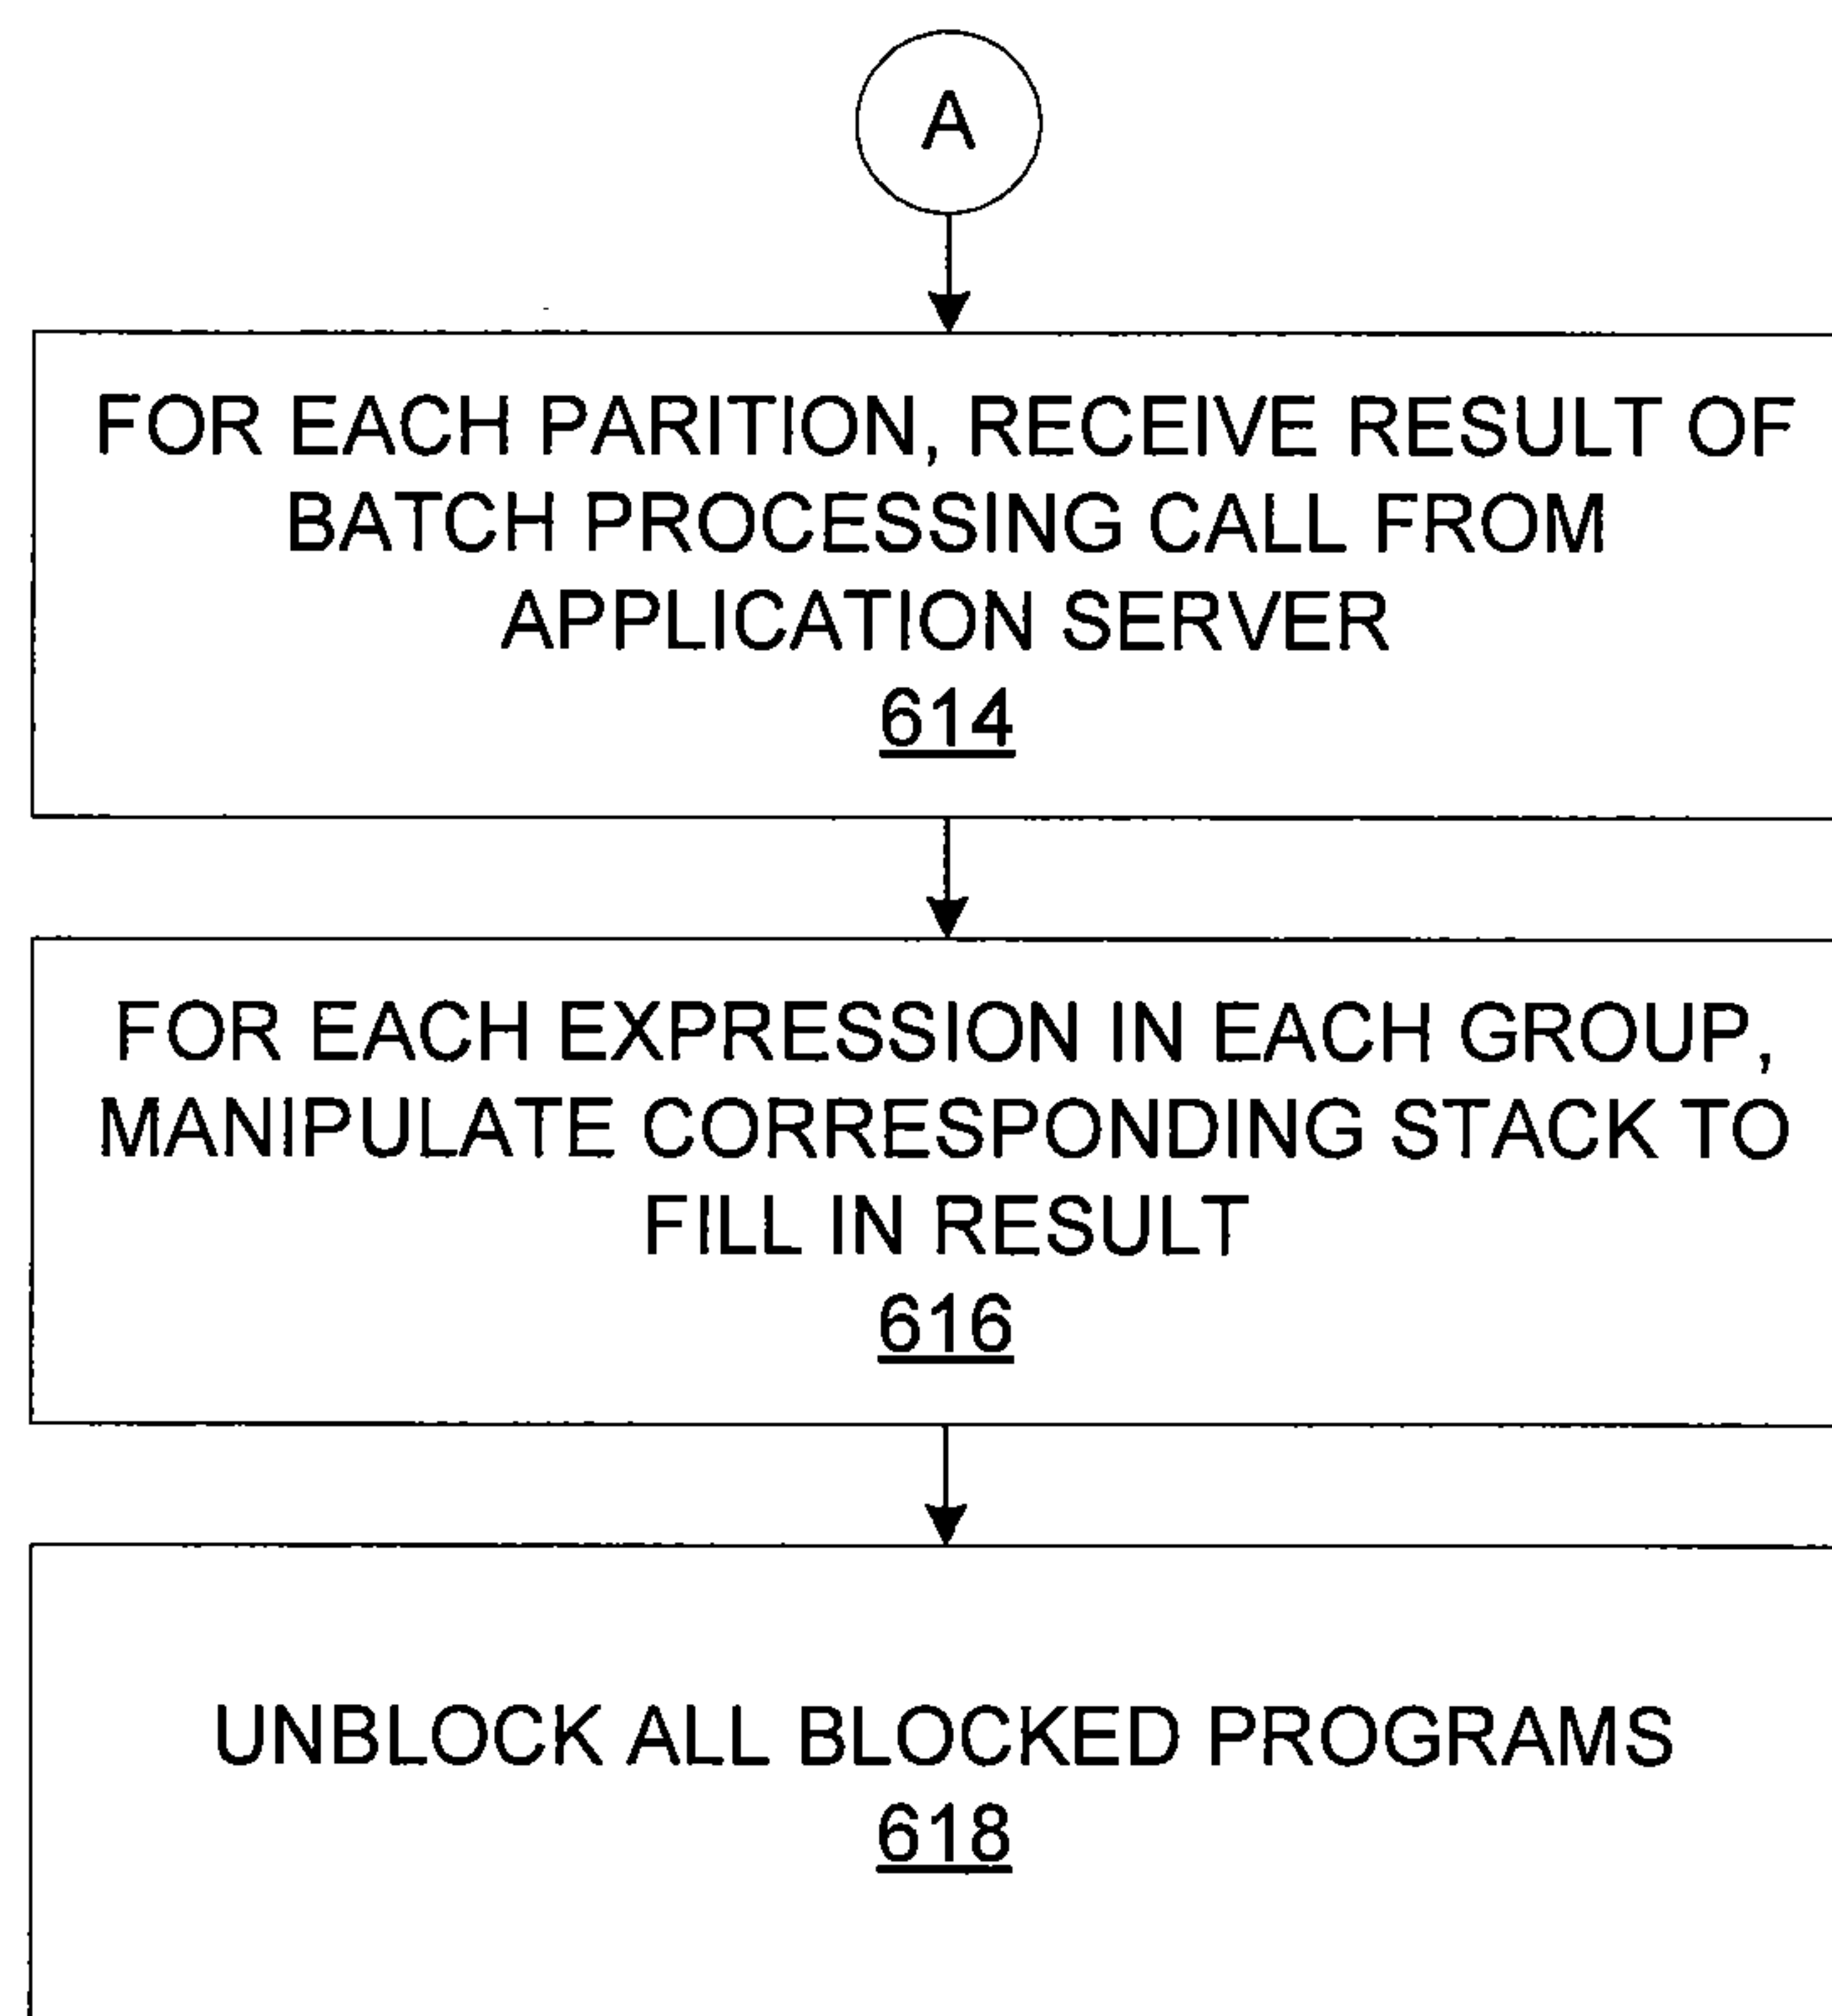 A
FOR EACH PARITION, RECEIVE RESULT OF
BATCH PROCESSING CALL FROM
APPLICATION SERVER
614
FOR EACH EXPRESSION IN EACH GROUP,
MANIPULATE CORRESPONDING STACK TO
FILL IN RESULT
616
UNBLOCK ALL BLOCKED PROGRAMS
618